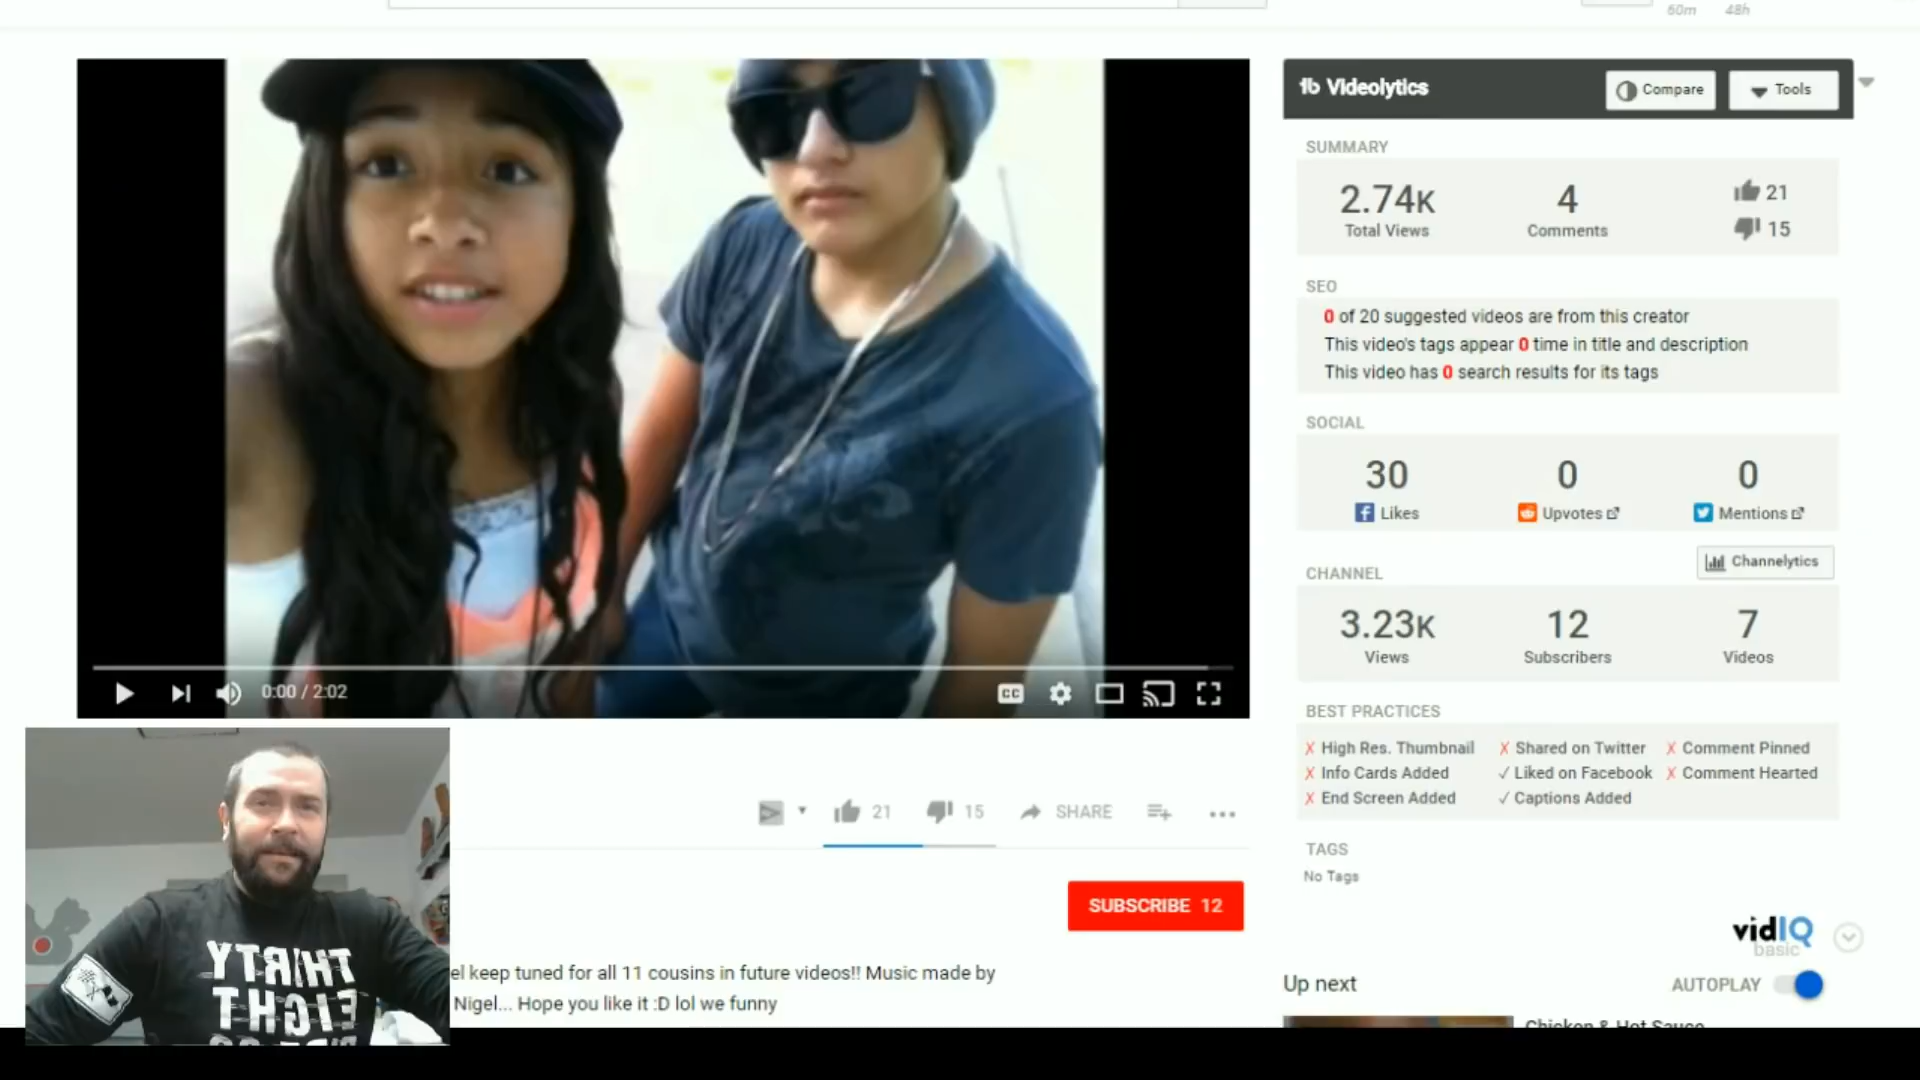 60m 48h
Videolytics
Compare
Tools
SUMMARY
2.74K
Total Views
4
Comments
21
15
SEO
0 of 20 suggested videos are from this creator
This video's tags appear 0 time in title and description
This video has 0 search results for its tags
SOCIAL
30
Likes
0
Upvotes
0
Mentions
CHANNEL
Channelytics
3.23K
Views
12
Subscribers
7
Videos
BEST PRACTICES
X High Res. Thumbnail X Shared on Twitter X Comment Pinned
X Info Cards Added ✓ Liked on Facebook X Comment Hearted
X End Screen Added ✓ Captions Added
TAGS
No Tags
vidIQ
basic
Up next
AUTOPLAY
Chicken & Hot Sauce
CC
0:00 / 2:02
21
15
SHARE
SUBSCRIBE 12
el keep tuned for all 11 cousins in future videos!! Music made by
Nigel... Hope you like it :D lol we funny
THIRTY
EIGHT